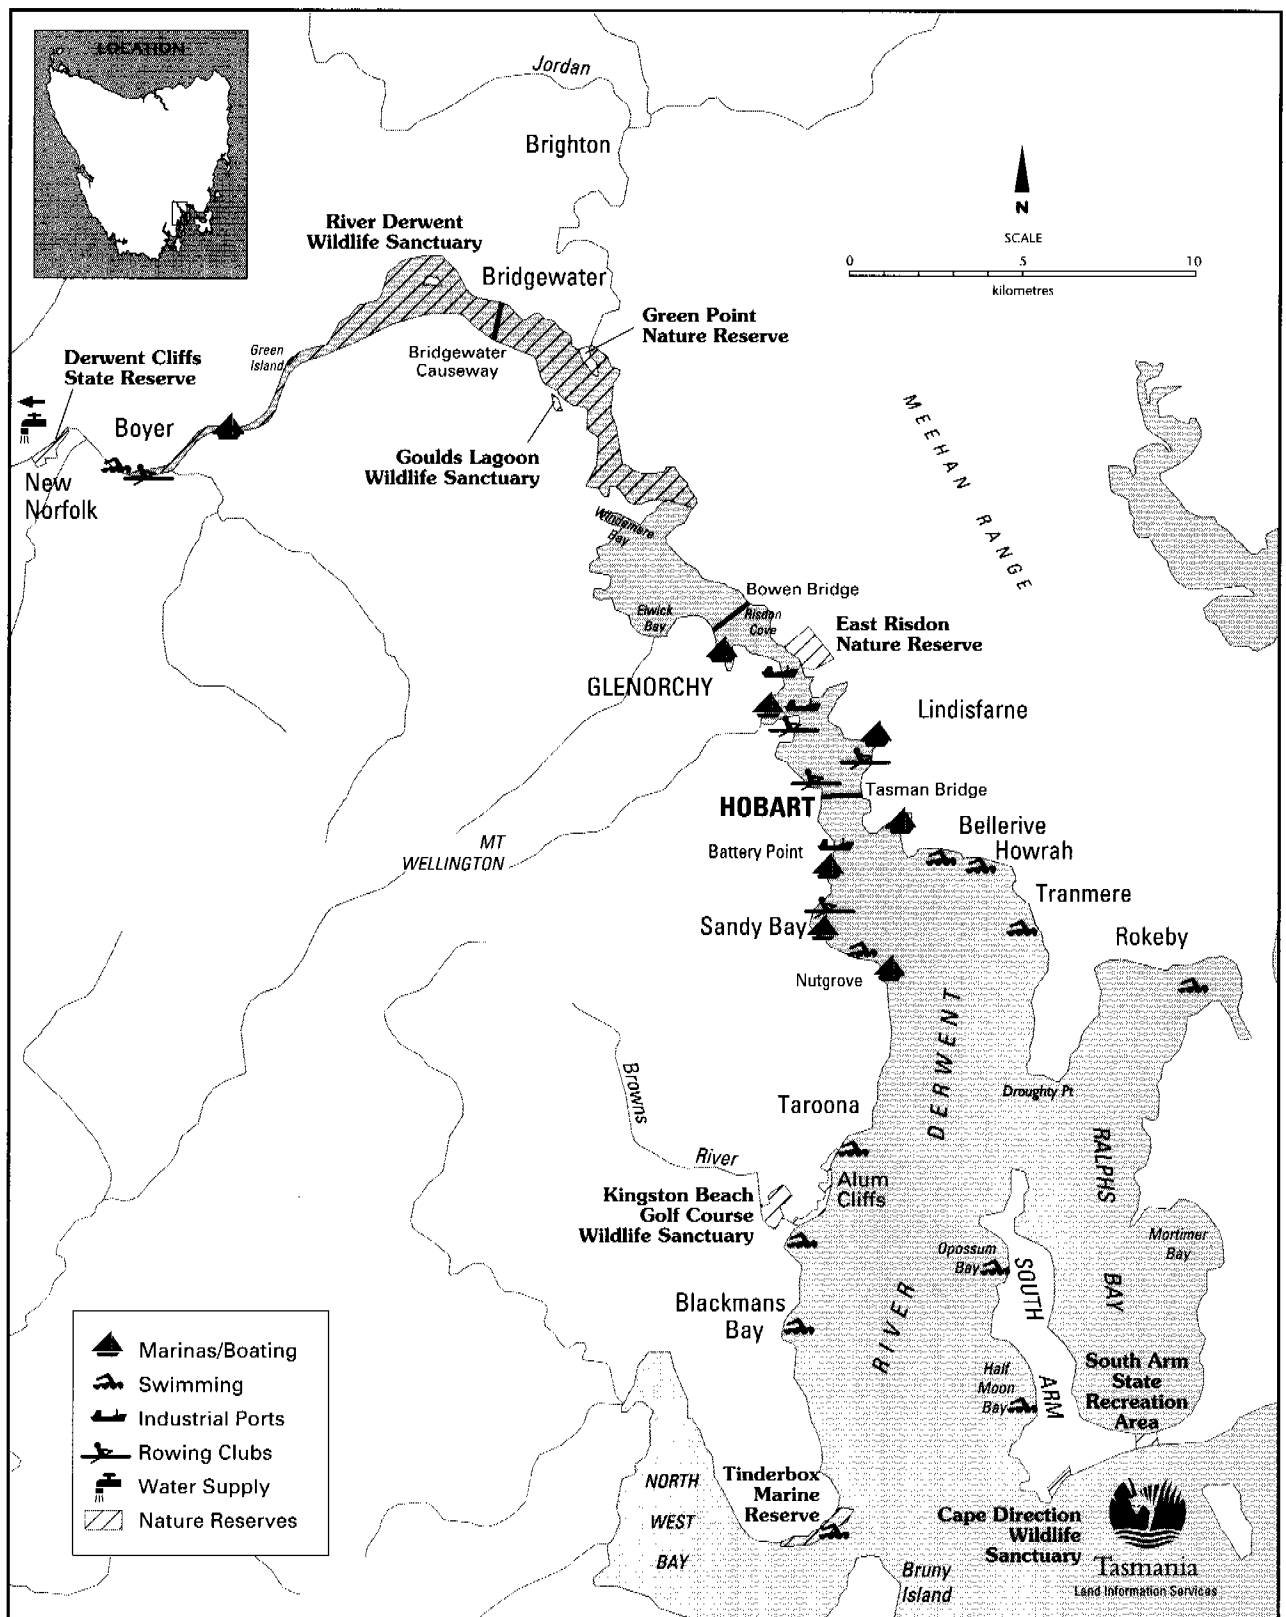 LOCATION
Jordan
Brighton
N
SCALE
0 5 10
kilometres
River Derwent
Wildlife Sanctuary
Bridgewater
Green Point
Nature Reserve
Green
Island
Bridgewater
Causeway
Derwent Cliffs
State Reserve
Boyer
New
Norfolk
Goulds Lagoon
Wildlife Sanctuary
MEEHAN RANGE
Windermere
Bay
Bowen Bridge
Elwick
Bay
Risdon
Cove
East Risdon
Nature Reserve
GLENORCHY
Lindisfarne
Tasman Bridge
HOBART
MT
WELLINGTON
Battery Point
Bellerive
Howrah
Tranmere
Sandy Bay
Rokeby
Nutgrove
RIVER DERWENT
Browns
River
Taroona
Droughty Pt
RALPHS
BAY
Alum
Cliffs
Kingston Beach
Golf Course
Wildlife Sanctuary
Opossum
Bay
Mortimer
Bay
SOUTH
ARM
Blackmans
Bay
Half
Moon
Bay
South Arm
State
Recreation
Area
NORTH
WEST
BAY
Tinderbox
Marine
Reserve
Cape Direction
Wildlife
Sanctuary
Bruny
Island
Tasmania
Land Information Services
Marinas/Boating
Swimming
Industrial Ports
Rowing Clubs
Water Supply
Nature Reserves